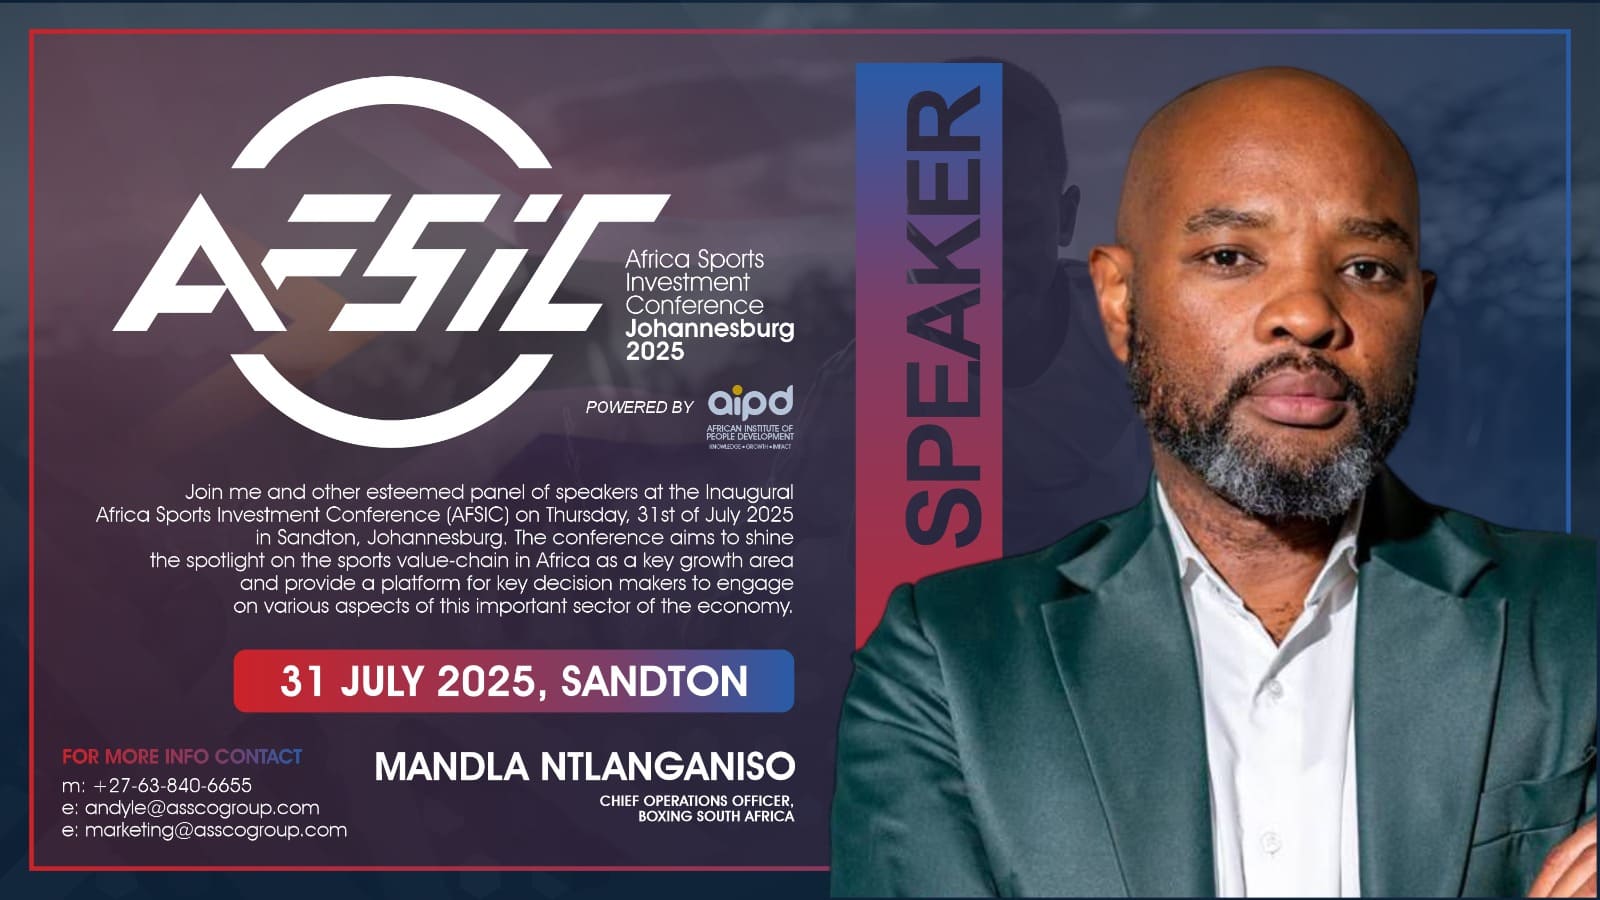 AFSIC
Africa Sports
Investment
Conference
Johannesburg
2025
POWERED BY
aipd
AFRICAN INSTITUTE OF
PEOPLE DEVELOPMENT
KNOWLEDGE • GROWTH • IMPACT
Join me and other esteemed panel of speakers at the Inaugural
Africa Sports Investment Conference (AFSIC) on Thursday, 31st of July 2025
in Sandton, Johannesburg. The conference aims to shine
the spotlight on the sports value-chain in Africa as a key growth area
and provide a platform for key decision makers to engage
on various aspects of this important sector of the economy.
31 JULY 2025, SANDTON
FOR MORE INFO CONTACT
m: +27-63-840-6655
e: andyle@asscogroup.com
e: marketing@asscogroup.com
MANDLA NTLANGANISO
CHIEF OPERATIONS OFFICER,
BOXING SOUTH AFRICA
SPEAKER